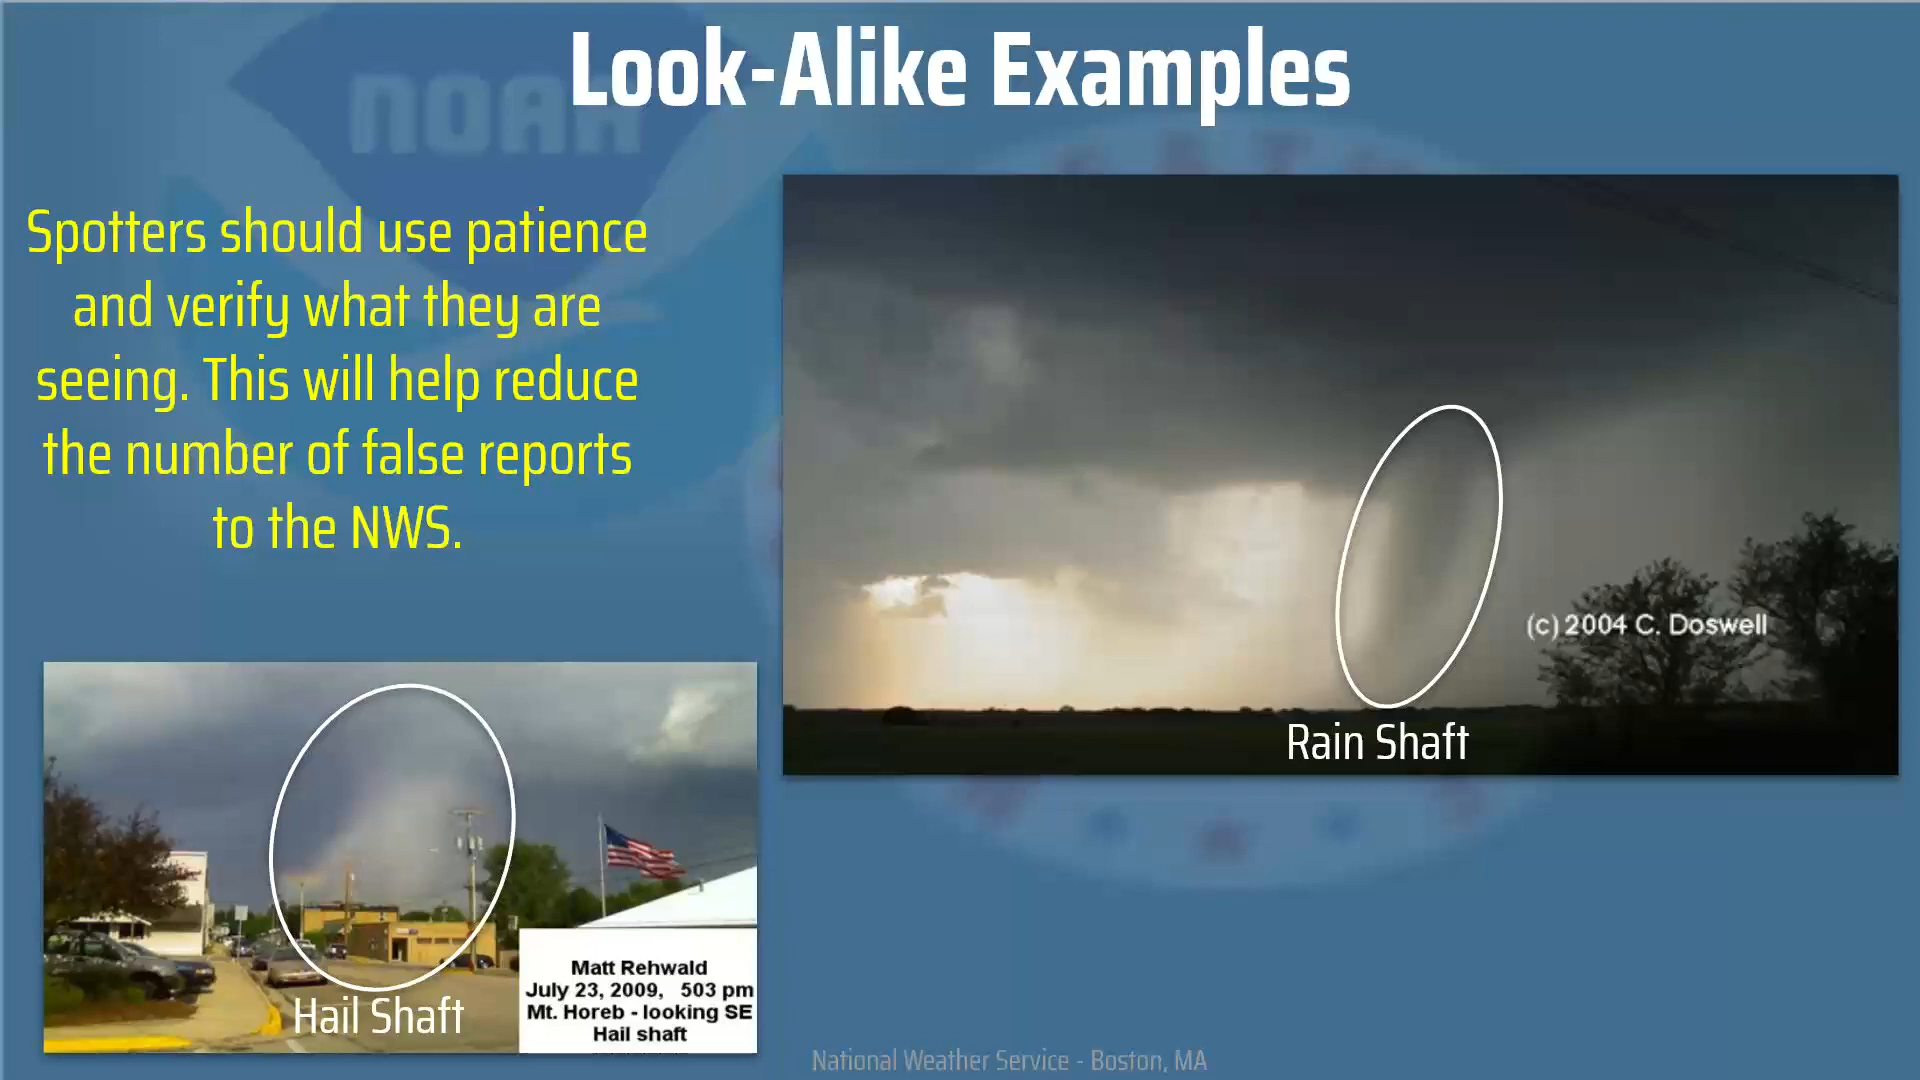 Look-Alike Examples
NOAA
Spotters should use patience
and verify what they are
seeing. This will help reduce
the number of false reports
to the NWS.
(c) 2004 C. Doswell
Rain Shaft
Hail Shaft
Matt Rehwald
July 23, 2009, 503 pm
Mt. Horeb - looking SE
Hail shaft
National Weather Service - Boston, MA